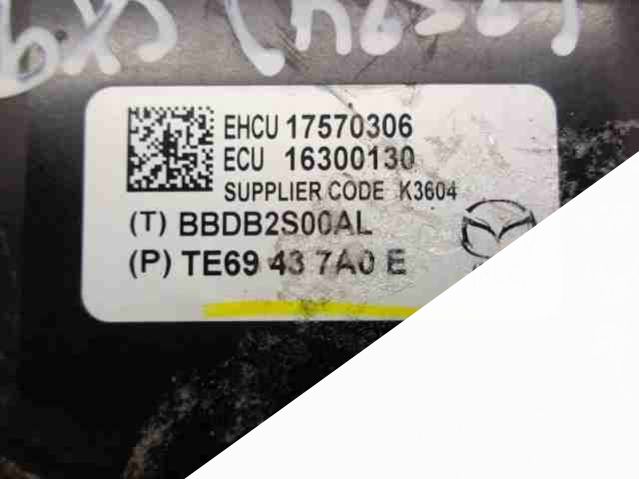 EHCU 17570306
ECU 16300130
SUPPLIER CODE K3604
(T) BBDB2S00AL
(P) TE69 43 7A0 E